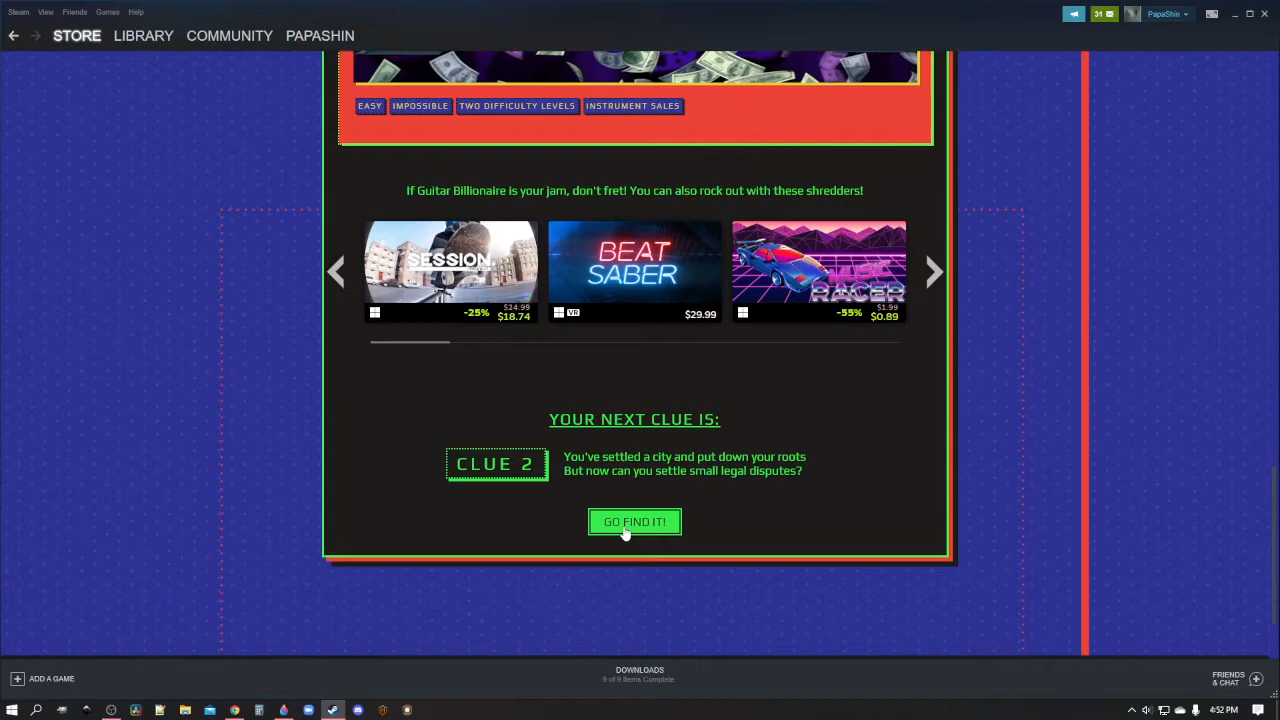 Steam View Friends Games Help
31 PapaShin
STORE LIBRARY COMMUNITY PAPASHIN
EASY IMPOSSIBLE TWO DIFFICULTY LEVELS INSTRUMENT SALES
If Guitar Billionaire is your jam, don't fret! You can also rock out with these shredders!
SESSION
-25% $24.99 $18.74
BEAT
SABER
VR $29.99
MUSIC
RACER
-55% $1.99 $0.89
YOUR NEXT CLUE IS:
CLUE 2
You've settled a city and put down your roots
But now can you settle small legal disputes?
GO FIND IT!
ADD A GAME
DOWNLOADS
9 of 9 Items Complete
FRIENDS
& CHAT
4:52 PM